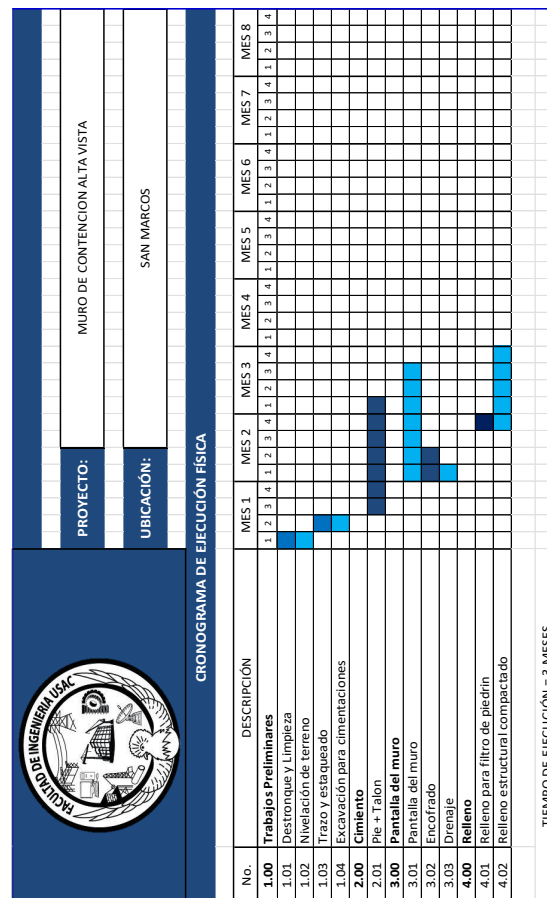 FACULTAD DE INGENIERIA USAC
PROYECTO: MURO DE CONTENCION ALTA VISTA
UBICACIÓN: SAN MARCOS
CRONOGRAMA DE EJECUCIÓN FÍSICA
No. DESCRIPCIÓN MES 1 MES 2 MES 3 MES 4 MES 5 MES 6 MES 7 MES 8
1 2 3 4 1 2 3 4 1 2 3 4 1 2 3 4 1 2 3 4 1 2 3 4 1 2 3 4 1 2 3 4
1.00 Trabajos Preliminares
1.01 Destronque y Limpieza
1.02 Nivelación de terreno
1.03 Trazo y estaqueado
1.04 Excavación para cimentaciones
2.00 Cimiento
2.01 Pie + Talon
3.00 Pantalla del muro
3.01 Pantalla del muro
3.02 Encofrado
3.03 Drenaje
4.00 Relleno
4.01 Relleno para filtro de piedrin
4.02 Relleno estructural compactado
TIEMPO DE EJECUCIÓN = 3 MESES